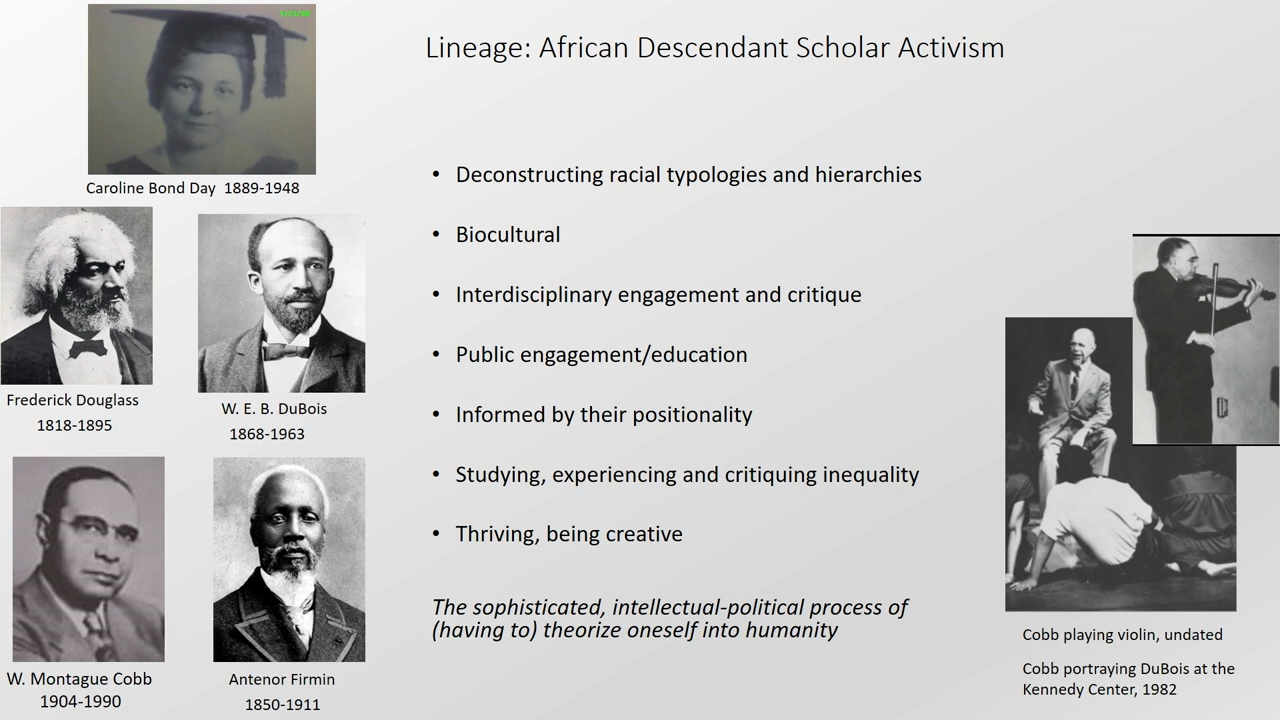 Lineage: African Descendant Scholar Activism
Caroline Bond Day 1889-1948
Frederick Douglass
1818-1895
W. E. B. DuBois
1868-1963
W. Montague Cobb
1904-1990
Antenor Firmin
1850-1911
• Deconstructing racial typologies and hierarchies
• Biocultural
• Interdisciplinary engagement and critique
• Public engagement/education
• Informed by their positionality
• Studying, experiencing and critiquing inequality
• Thriving, being creative
The sophisticated, intellectual-political process of
(having to) theorize oneself into humanity
Cobb playing violin, undated
Cobb portraying DuBois at the
Kennedy Center, 1982